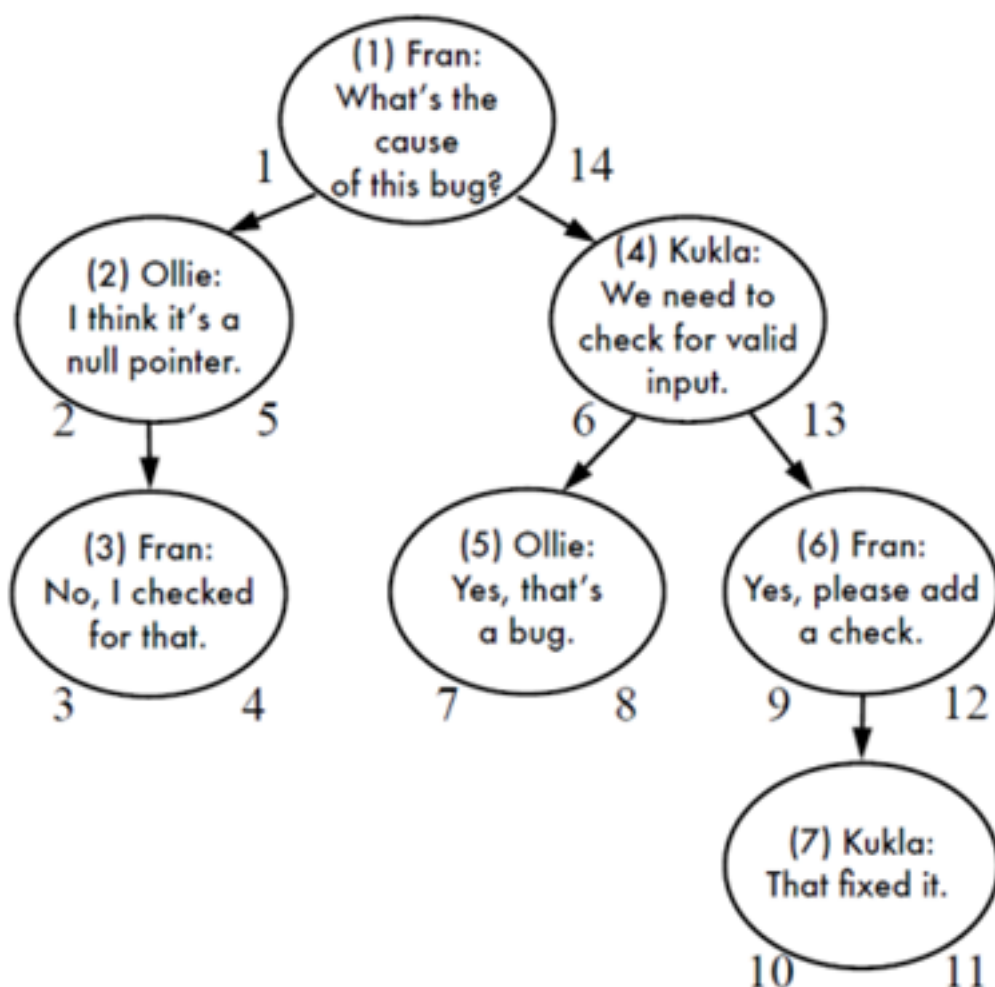 (1) Fran:
What's the
cause
of this bug?
1
14
(2) Ollie:
I think it's a
null pointer.
2
5
(4) Kukla:
We need to
check for valid
input.
6
13
(3) Fran:
No, I checked
for that.
3
4
(5) Ollie:
Yes, that's
a bug.
7
8
(6) Fran:
Yes, please add
a check.
9
12
(7) Kukla:
That fixed it.
10
11